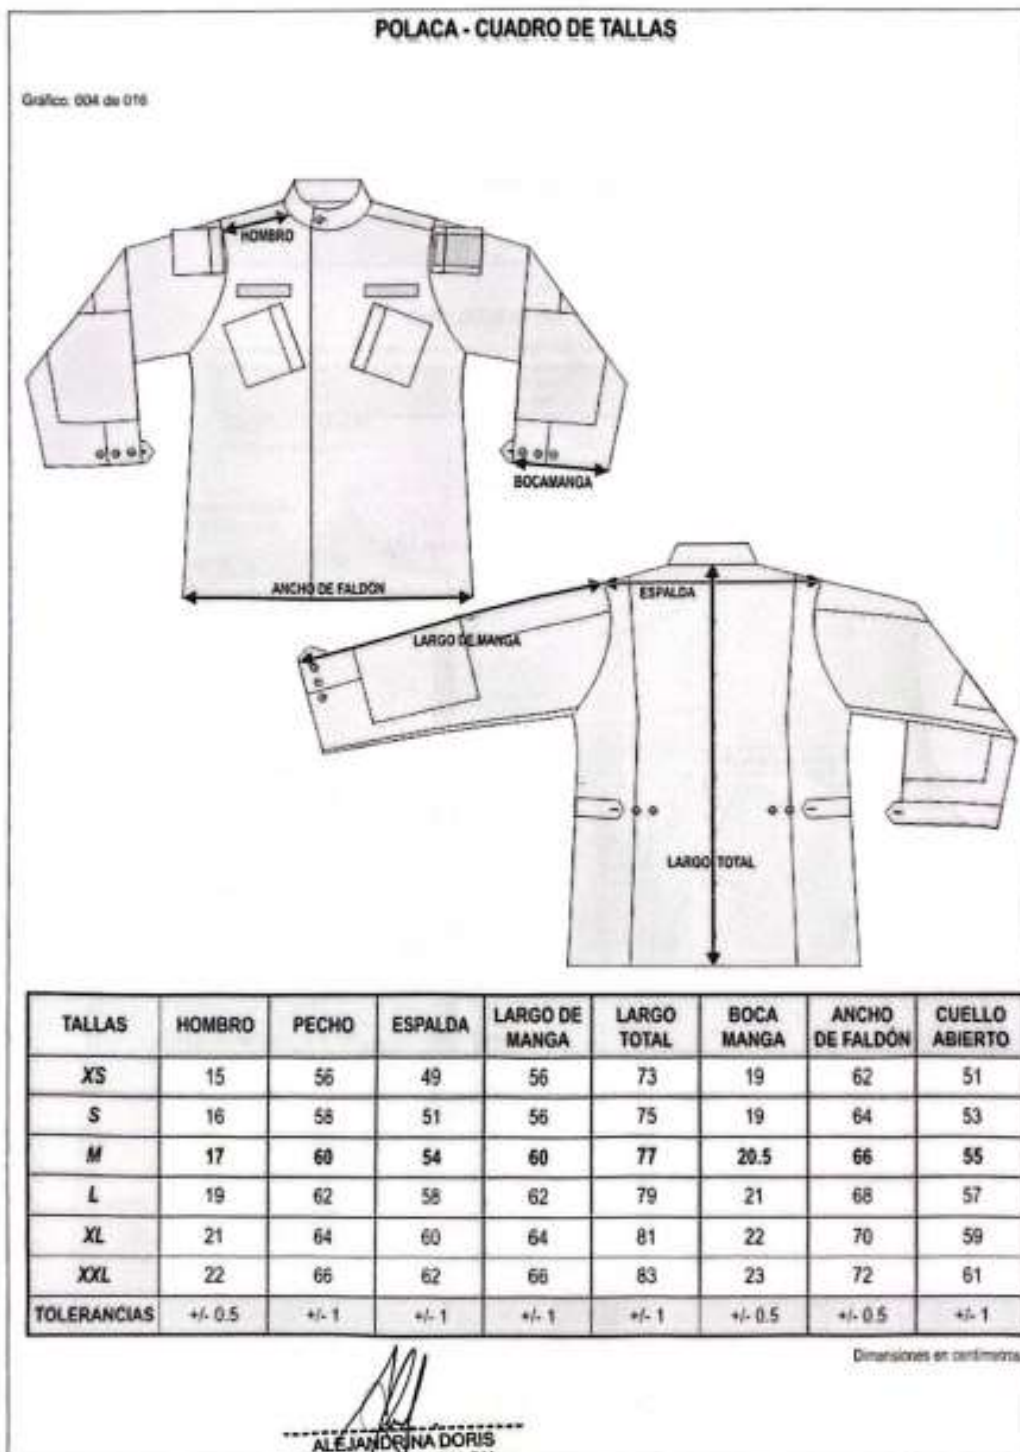 POLACA - CUADRO DE TALLAS
Gráfico: 004 de 016
HOMBRO
BOCAMANGA
ANCHO DE FALDÓN
ESPALDA
LARGO DE MANGA
LARGO TOTAL
TALLAS HOMBRO PECHO ESPALDA LARGO DE MANGA LARGO TOTAL BOCA MANGA ANCHO DE FALDÓN CUELLO ABIERTO
XS 15 56 49 56 73 19 62 51
S 16 58 51 56 75 19 64 53
M 17 60 54 60 77 20.5 66 55
L 19 62 58 62 79 21 68 57
XL 21 64 60 64 81 22 70 59
XXL 22 66 62 66 83 23 72 61
TOLERANCIAS +/- 0.5 +/- 1 +/- 1 +/- 1 +/- 1 +/- 0.5 +/- 0.5 +/- 1
Dimensiones en centímetros
ALEJANDRINA DORIS